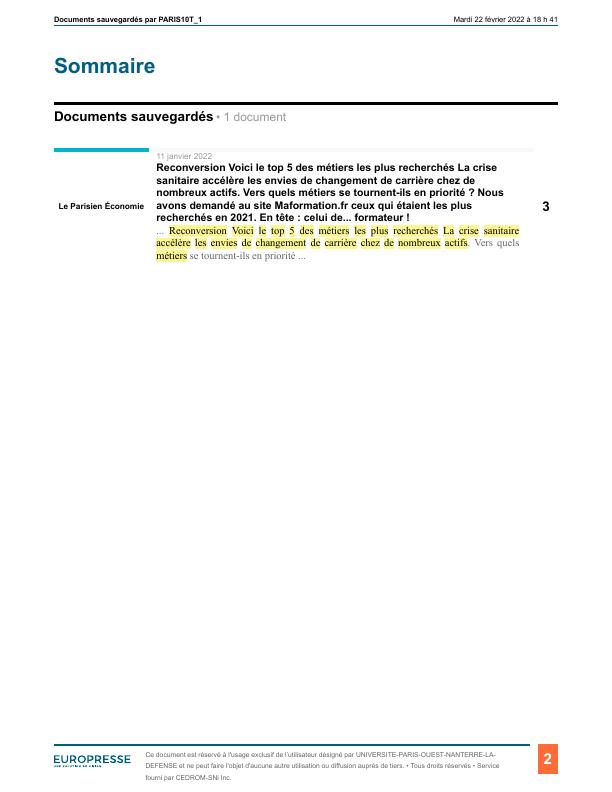 Documents sauvegardés par PARIS10T_1
Mardi 22 février 2022 à 18 h 41
Sommaire
Documents sauvegardés • 1 document
11 janvier 2022
Le Parisien Économie
Reconversion Voici le top 5 des métiers les plus recherchés La crise
sanitaire accélère les envies de changement de carrière chez de
nombreux actifs. Vers quels métiers se tournent-ils en priorité ? Nous
avons demandé au site Maformation.fr ceux qui étaient les plus
recherchés en 2021. En tête : celui de... formateur !
3
... Reconversion Voici le top 5 des métiers les plus recherchés La crise sanitaire
accélère les envies de changement de carrière chez de nombreux actifs. Vers quels
métiers se tournent-ils en priorité ...
EUROPRESSE
Ce document est réservé à l'usage exclusif de l'utilisateur désigné par UNIVERSITE-PARIS-OUEST-NANTERRE-LA-
DEFENSE et ne peut faire l'objet d'aucune autre utilisation ou diffusion auprès de tiers. • Tous droits réservés • Service
fourni par CEDROM-SNi Inc.
2